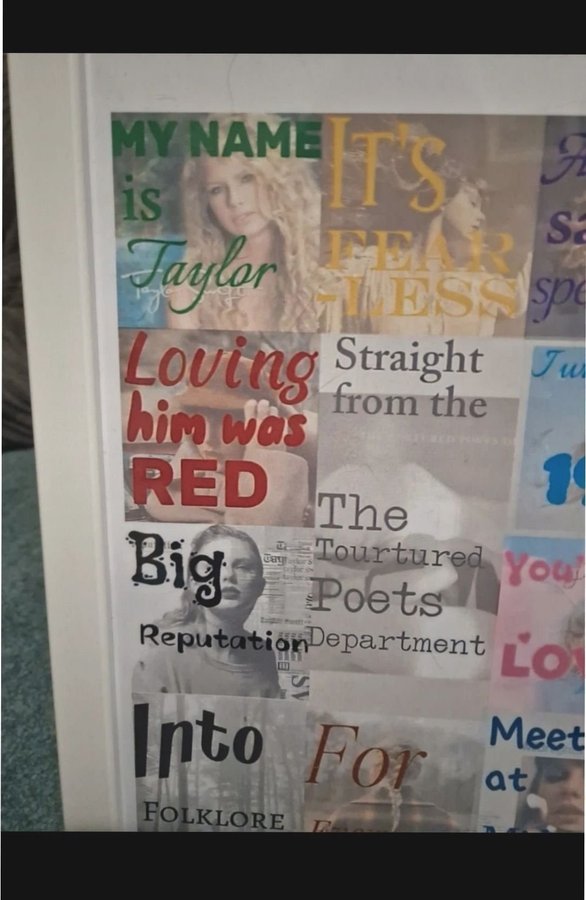 MY NAME
is
Taylor
IT'S
FEAR
-LESS
Loving
him was
RED
Straight
from the
The
Tourtured
Poets
Department
Big
Reputation
You
LO
Into
FOLKLORE
For
Meet
at